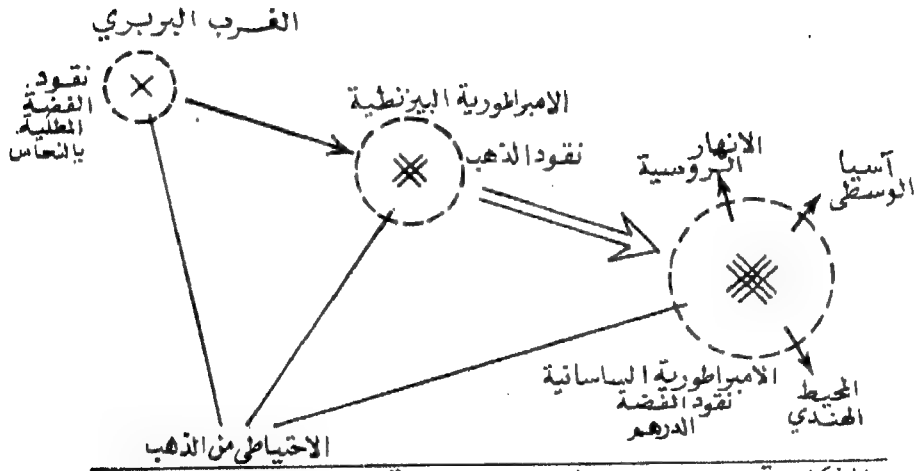 الغرب البربري
نقود
الفضة
المطلية
بالنحاس
الامبراطورية البيزنطية
نقود الذهب
الانهار
الروسية
آسيا
الوسطى
الامبراطورية الساسانية
نقود الفضة
الدرهم
المحيط
الهندي
الاحتياطي من الذهب